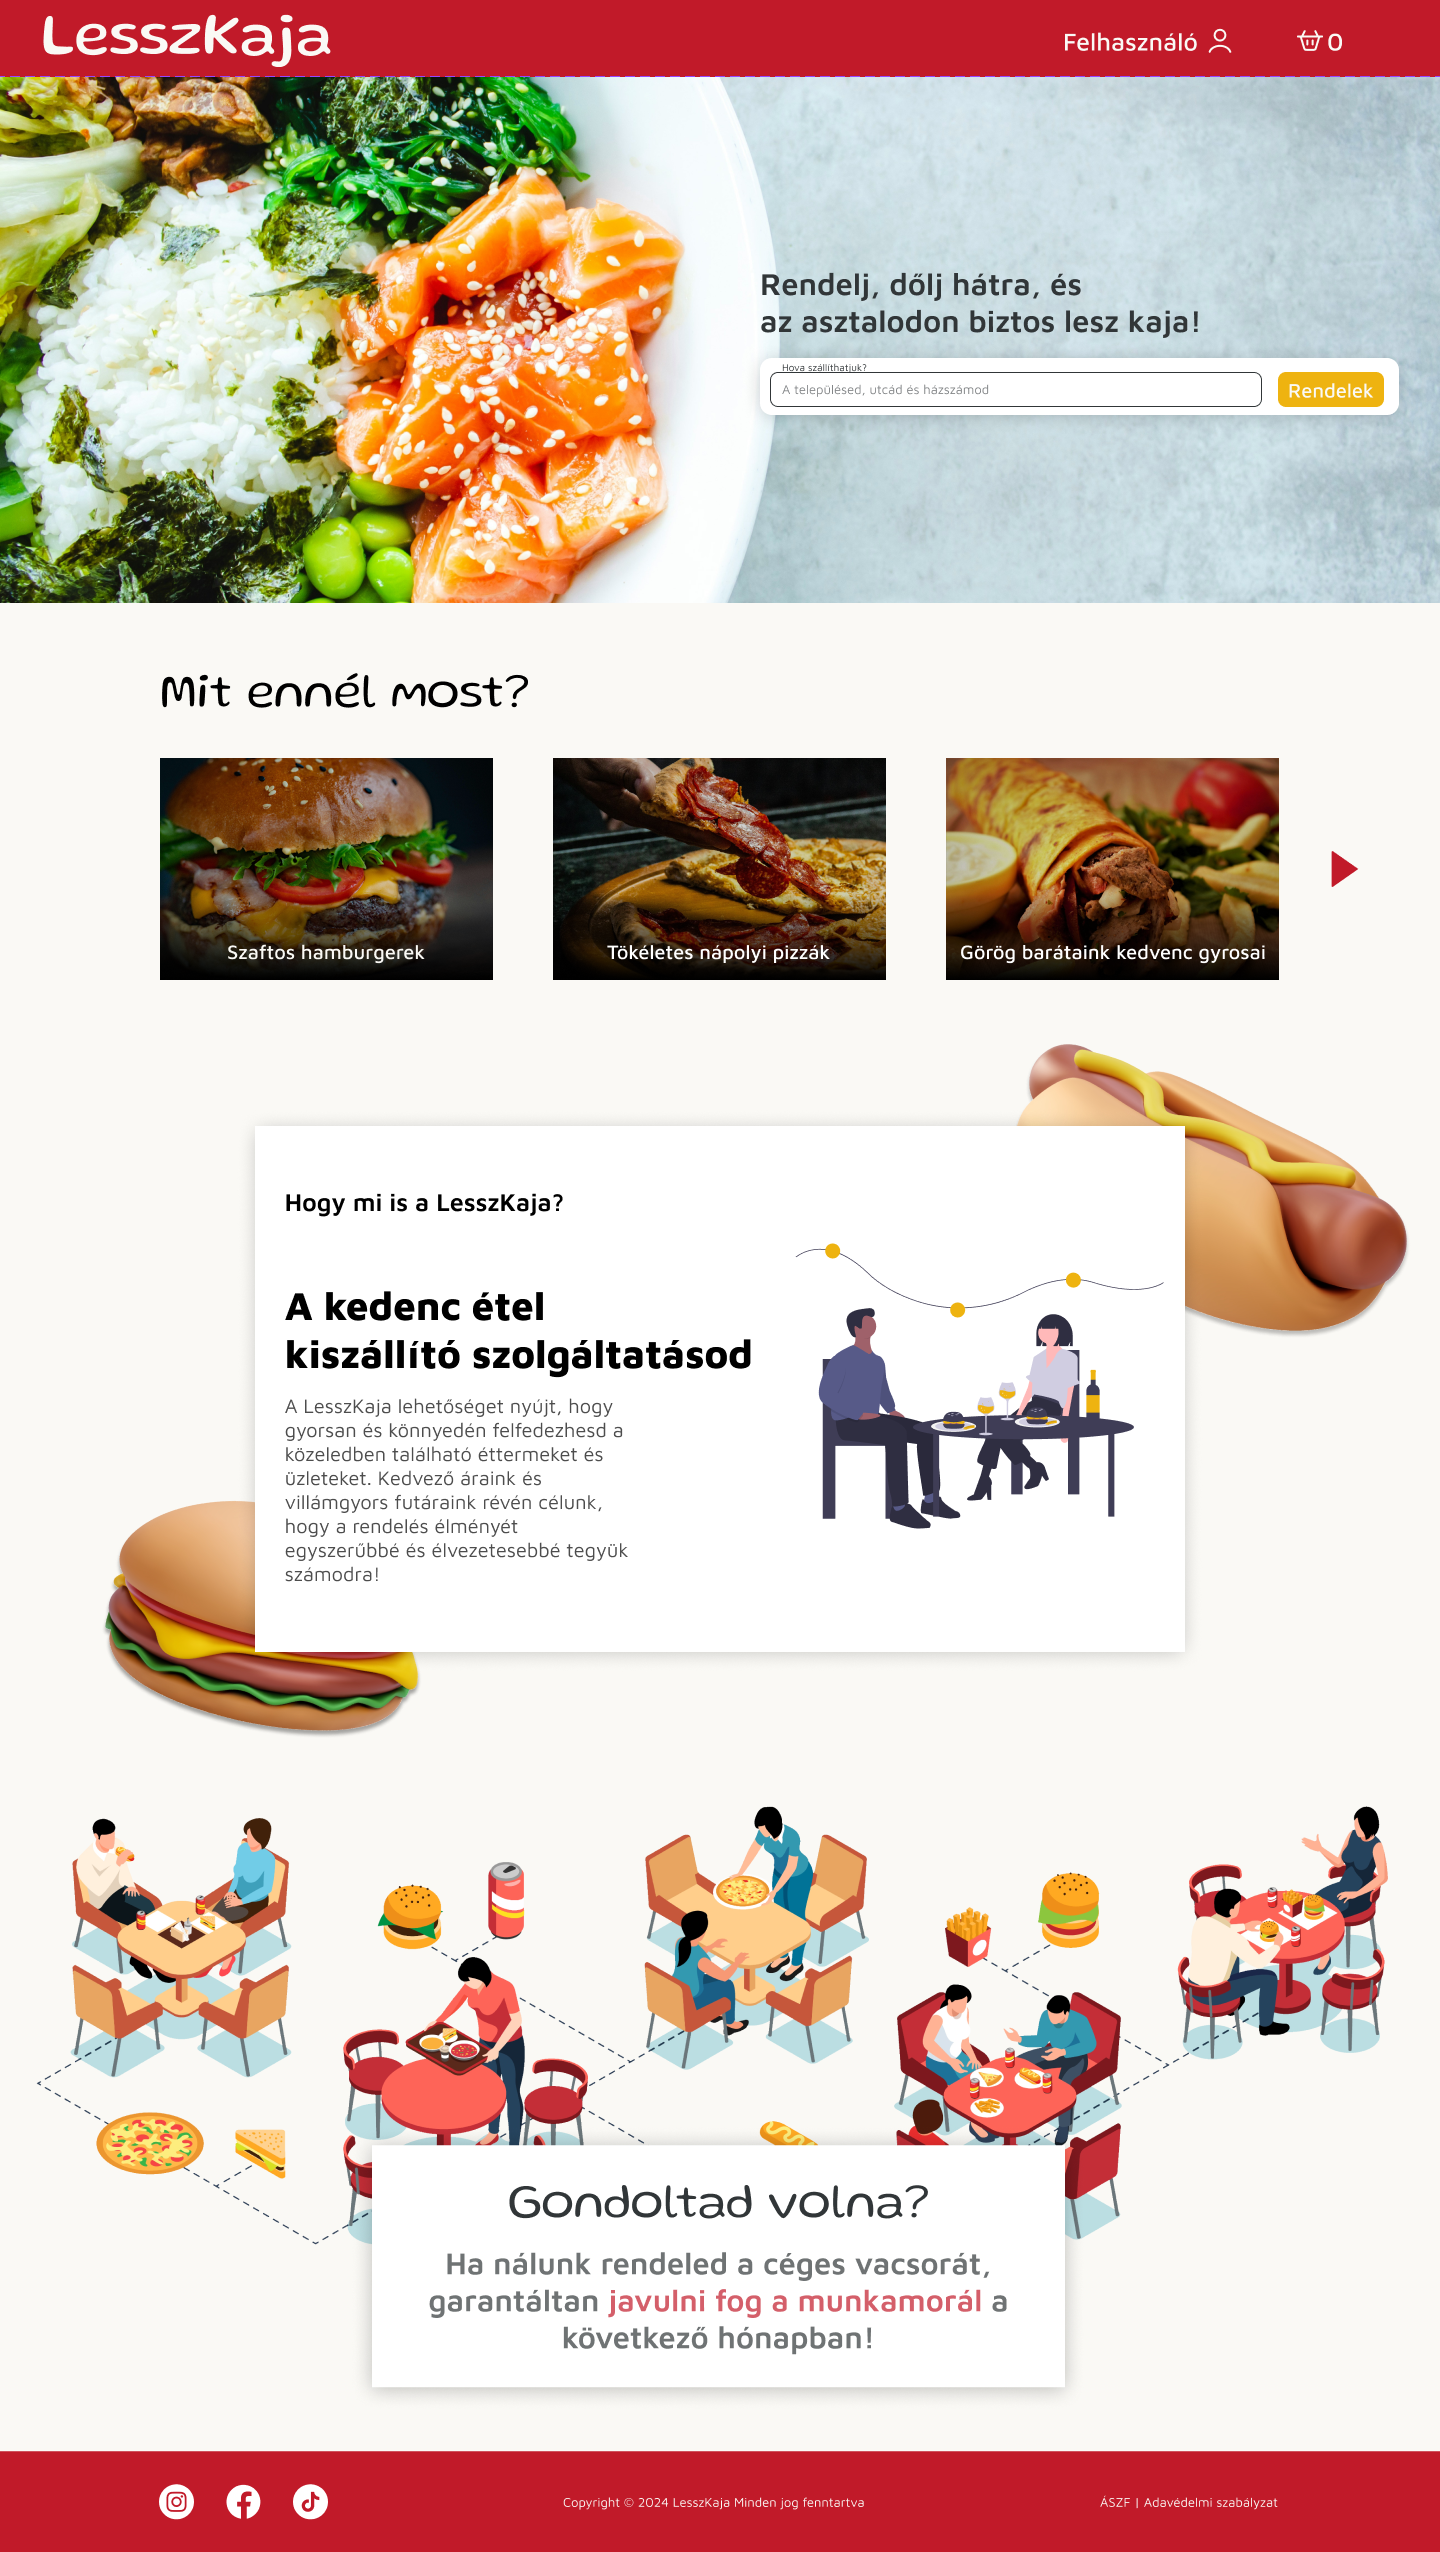 LesszKaja
Felhasználó
0
Rendelj, dőlj hátra, és
az asztalodon biztos lesz kaja!
Hova szállíthatjuk?
A településed, utcád és házszámod
Rendelek
Mit ennél most?
Szaftos hamburgerek
Tökéletes nápolyi pizzák
Görög barátaink kedvenc gyrosai
Hogy mi is a LesszKaja?
A kedenc étel
kiszállító szolgáltatásod
A LesszKaja lehetőséget nyújt, hogy
gyorsan és könnyedén felfedezhesd a
közeledben található éttermeket és
üzleteket. Kedvező áraink és
villámgyors futáraink révén célunk,
hogy a rendelés élményét
egyszerűbbé és élvezetesebbé tegyük
számodra!
Gondoltad volna?
Ha nálunk rendeled a céges vacsorát,
garantáltan javulni fog a munkamorál a
következő hónapban!
Copyright © 2024 LesszKaja Minden jog fenntartva
ÁSZF | Adavédelmi szabályzat